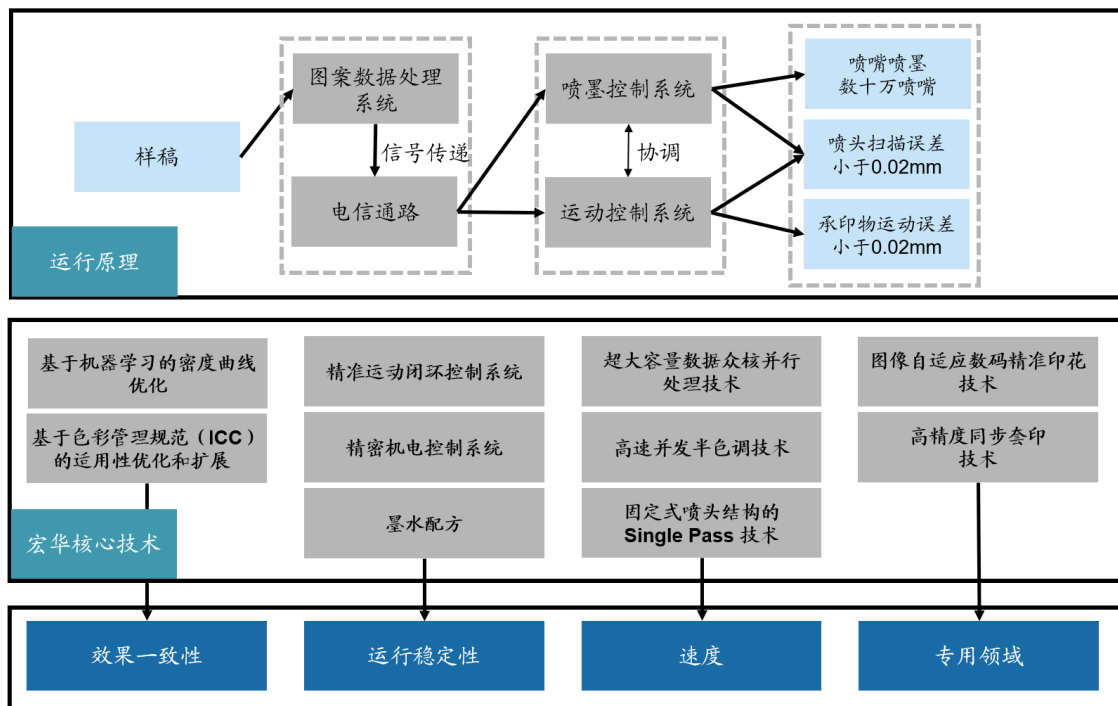 图案数据处理
系统
喷墨控制系统
喷嘴喷墨
数十万喷嘴
样稿
信号传递
协调
喷头扫描误差
小于0.02mm
电信通路
运动控制系统
承印物运动误差
小于0.02mm
运行原理
基于机器学习的密度曲线
优化
精准运动闭环控制系统
超大容量数据众核并行
处理技术
图像自适应数码精准印花
技术
基于色彩管理规范（ICC）
的运用性优化和扩展
精密机电控制系统
高速并发半色调技术
高精度同步套印
技术
墨水配方
固定式喷头结构的
Single Pass 技术
宏华核心技术
效果一致性
运行稳定性
速度
专用领域